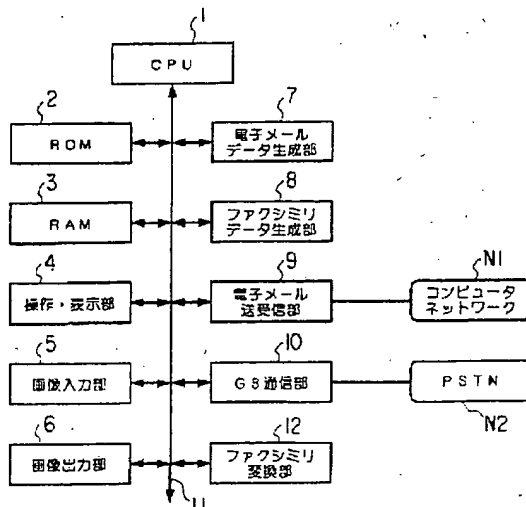 1
CPU
2
ROM
7
電子メール
データ生成部
3
RAM
8
ファクシミリ
データ生成部
4
操作・表示部
9
電子メール
送受信部
N1
コンピュータ
ネットワーク
5
画像入力部
10
G3通信部
PSTN
N2
6
画像出力部
12
ファクシミリ
変換部
11